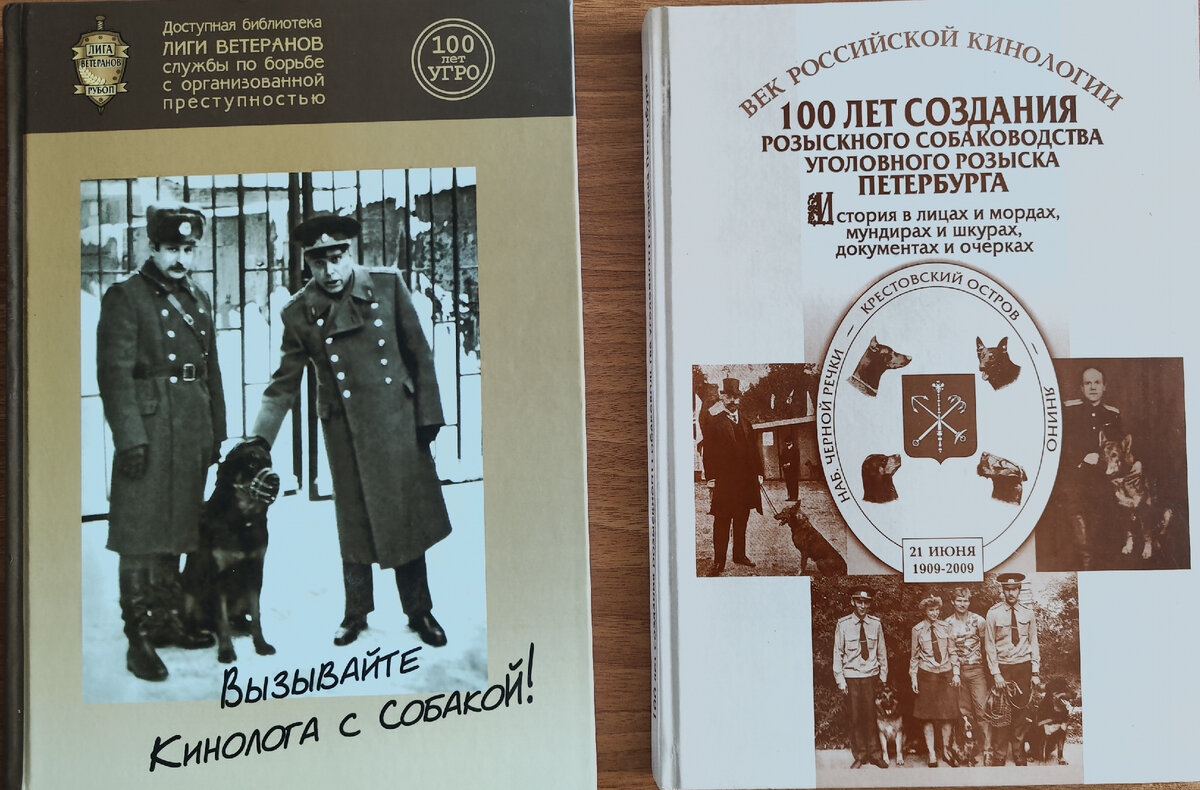 ЛИГА
ВЕТЕРАНОВ
РУБОП
Доступная библиотека
ЛИГИ ВЕТЕРАНОВ
службы по борьбе
с организованной
преступностью
100
лет
УГРО
Вызывайте
Кинолога с собакой!
ВЕК РОССИЙСКОЙ КИНОЛОГИИ
100 ЛЕТ СОЗДАНИЯ
РОЗЫСКНОГО СОБАКОВОДСТВА
УГОЛОВНОГО РОЗЫСКА
ПЕТЕРБУРГА
История в лицах и мордах,
мундирах и шкурах,
документах и очерках
НАБ. ЧЕРНОЙ РЕЧКИ — КРЕСТОВСКИЙ ОСТРОВ — ЯНИНО
21 ИЮНЯ
1909-2009